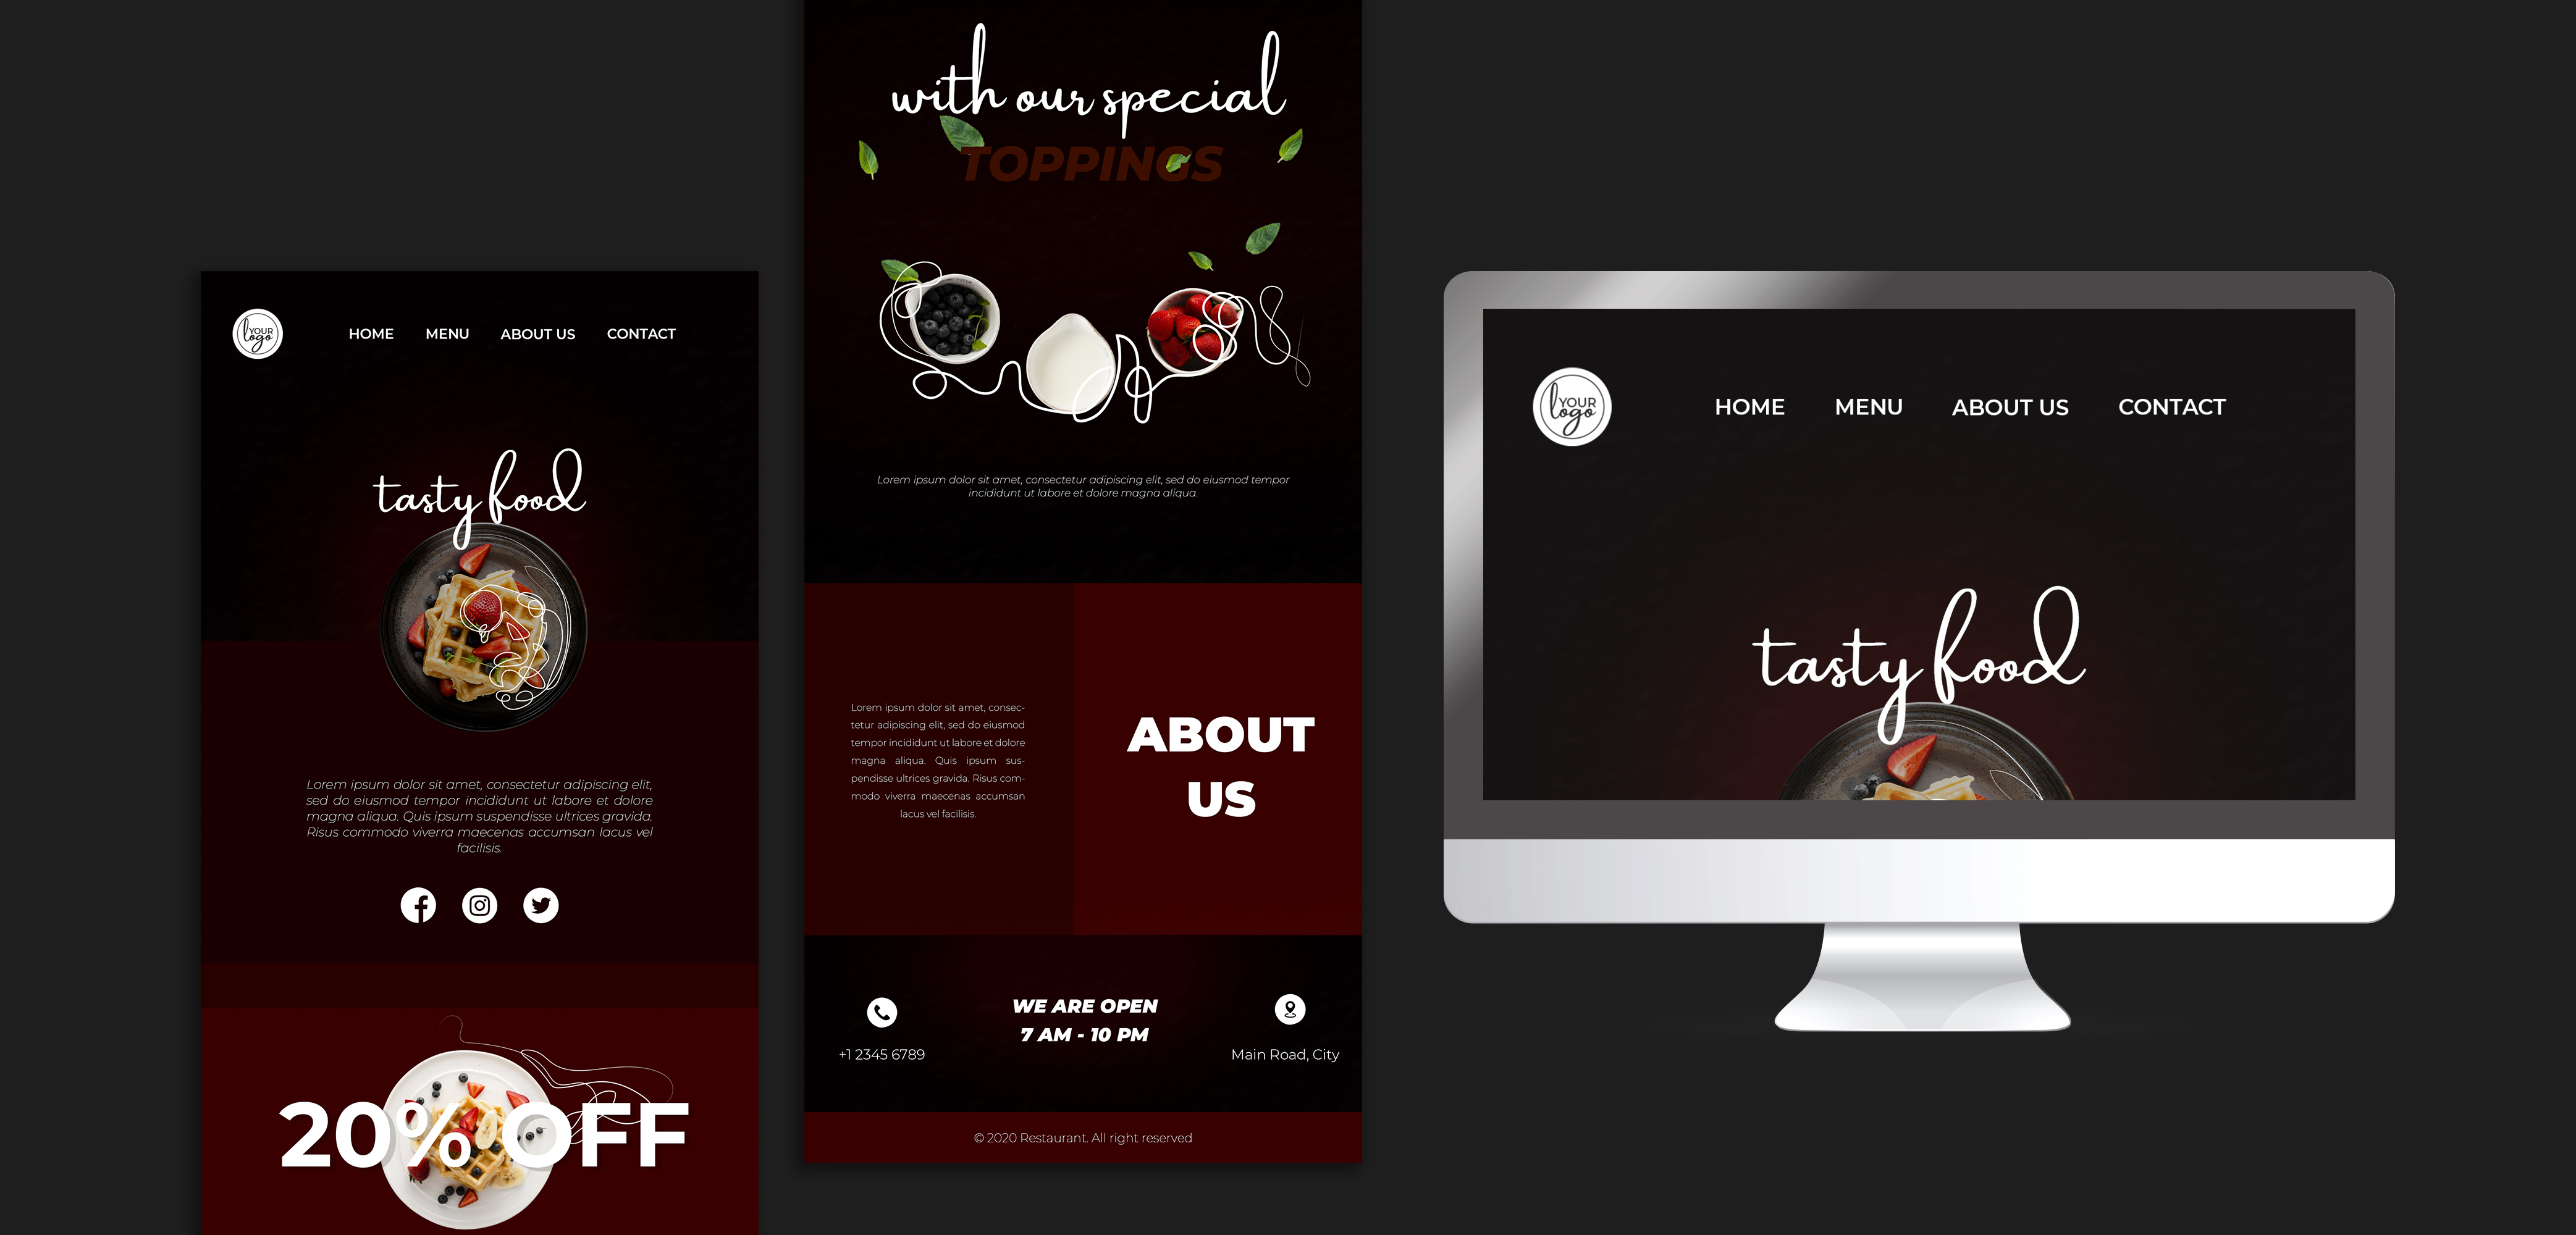 YOUR
logo
HOME MENU ABOUT US CONTACT
tasty food
Lorem ipsum dolor sit amet, consectetur adipiscing elit,
sed do eiusmod tempor incididunt ut labore et dolore
magna aliqua. Quis ipsum suspendisse ultrices gravida.
Risus commodo viverra maecenas accumsan lacus vel
facilisis.
20% OFF
with our special
TOPPINGS
Lorem ipsum dolor sit amet, consectetur adipiscing elit, sed do eiusmod tempor
incididunt ut labore et dolore magna aliqua.
Lorem ipsum dolor sit amet, consec-
tetur adipiscing elit, sed do eiusmod
tempor incididunt ut labore et dolore
magna aliqua. Quis ipsum sus-
pendisse ultrices gravida. Risus com-
modo viverra maecenas accumsan
lacus vel facilisis.
ABOUT
US
+1 2345 6789
WE ARE OPEN
7 AM - 10 PM
Main Road, City
© 2020 Restaurant. All right reserved
YOUR
logo
HOME MENU ABOUT US CONTACT
tasty food